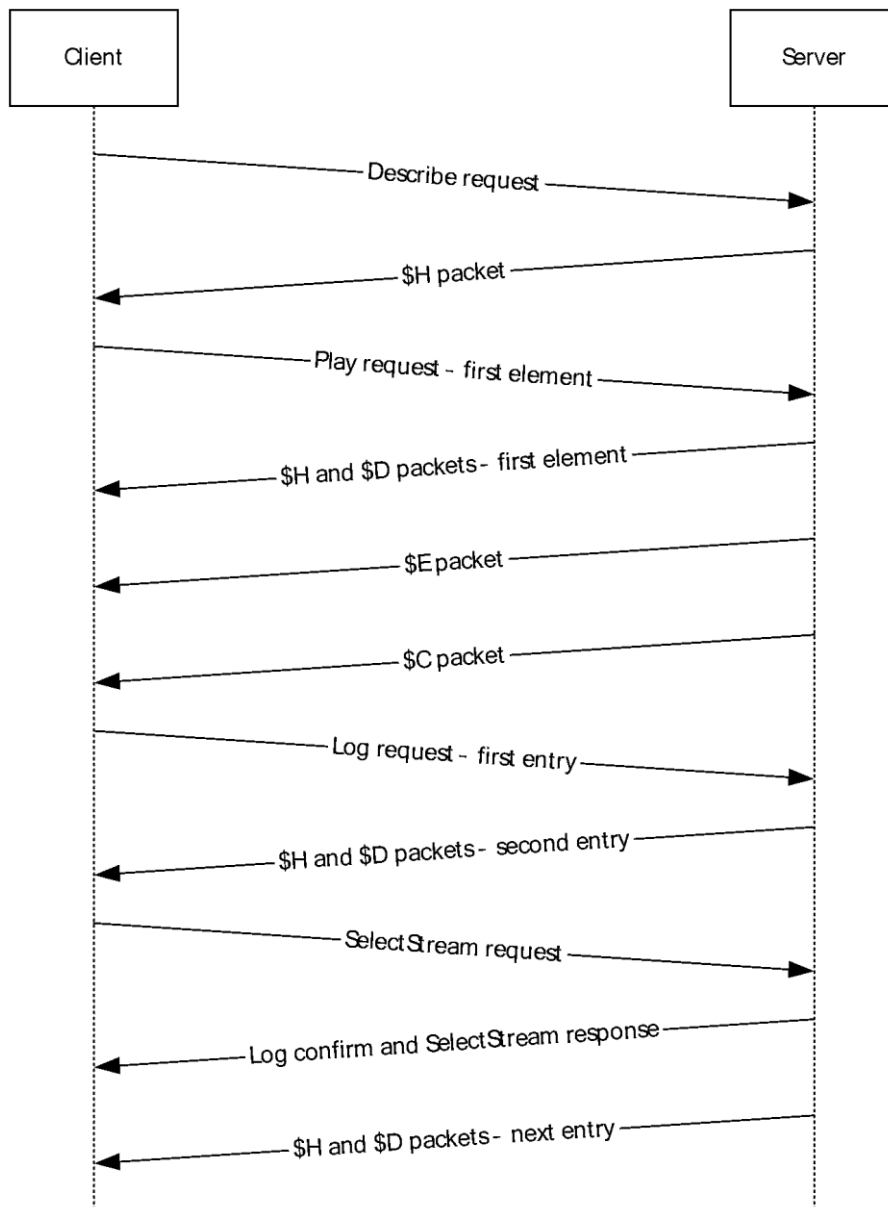 Client
Server
Describe request
$H packet
Play request - first element
$H and $D packets - first element
$E packet
$C packet
Log request - first entry
$H and $D packets - second entry
SelectStream request
Log confirm and SelectStream response
$H and $D packets - next entry